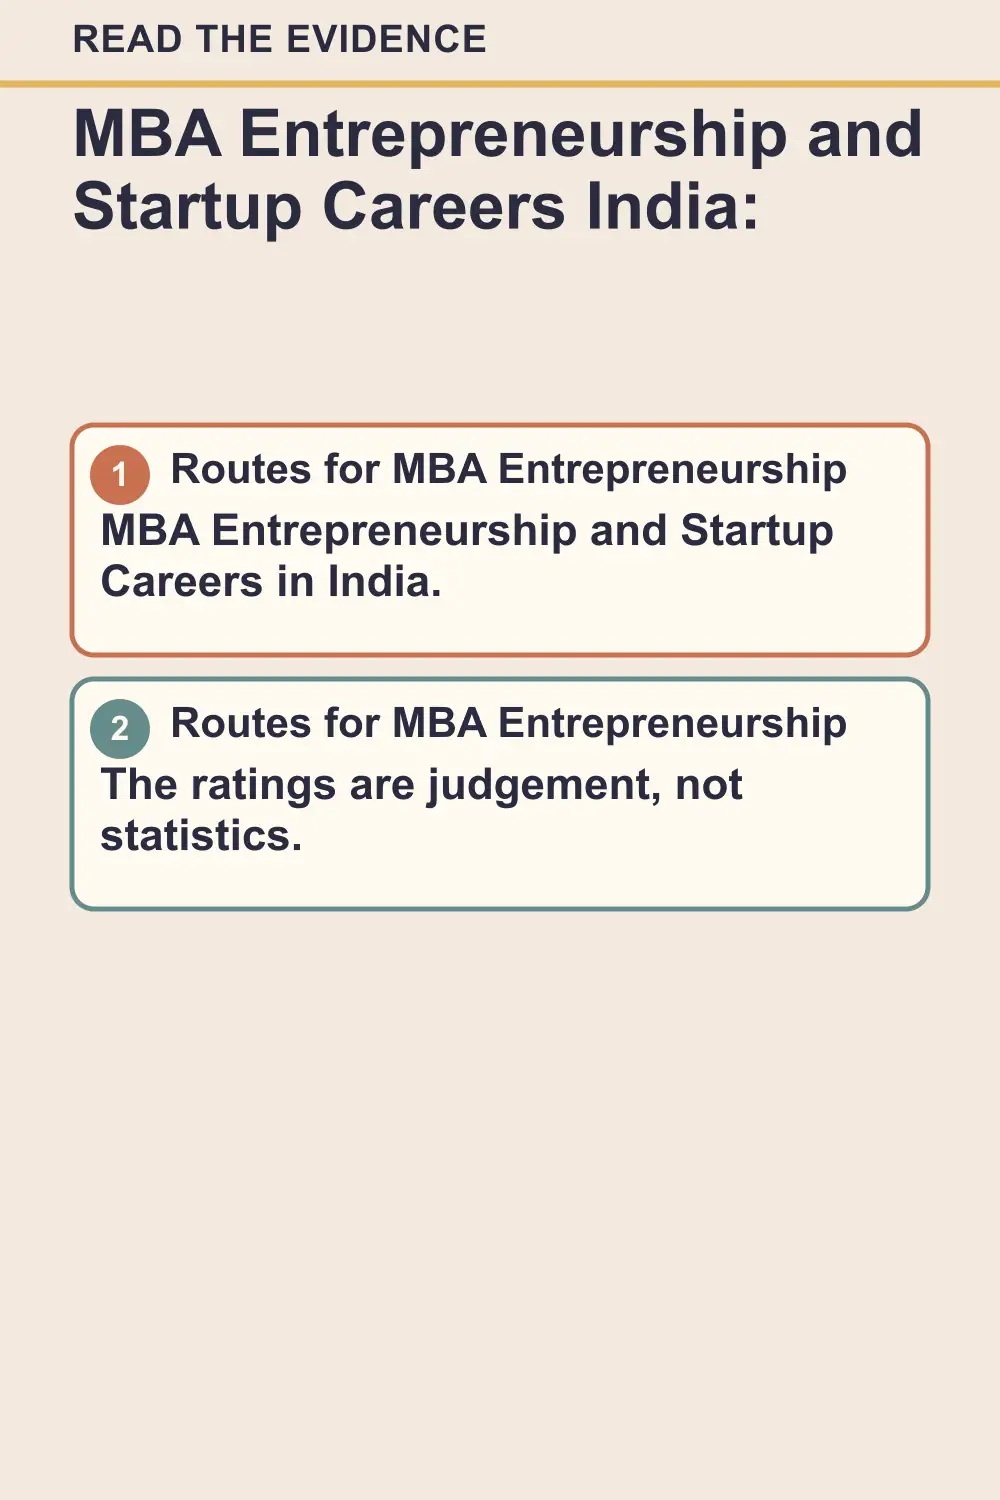 READ THE EVIDENCE
MBA Entrepreneurship and
Startup Careers India:
1 Routes for MBA Entrepreneurship
MBA Entrepreneurship and Startup
Careers in India.
2 Routes for MBA Entrepreneurship
The ratings are judgement, not
statistics.